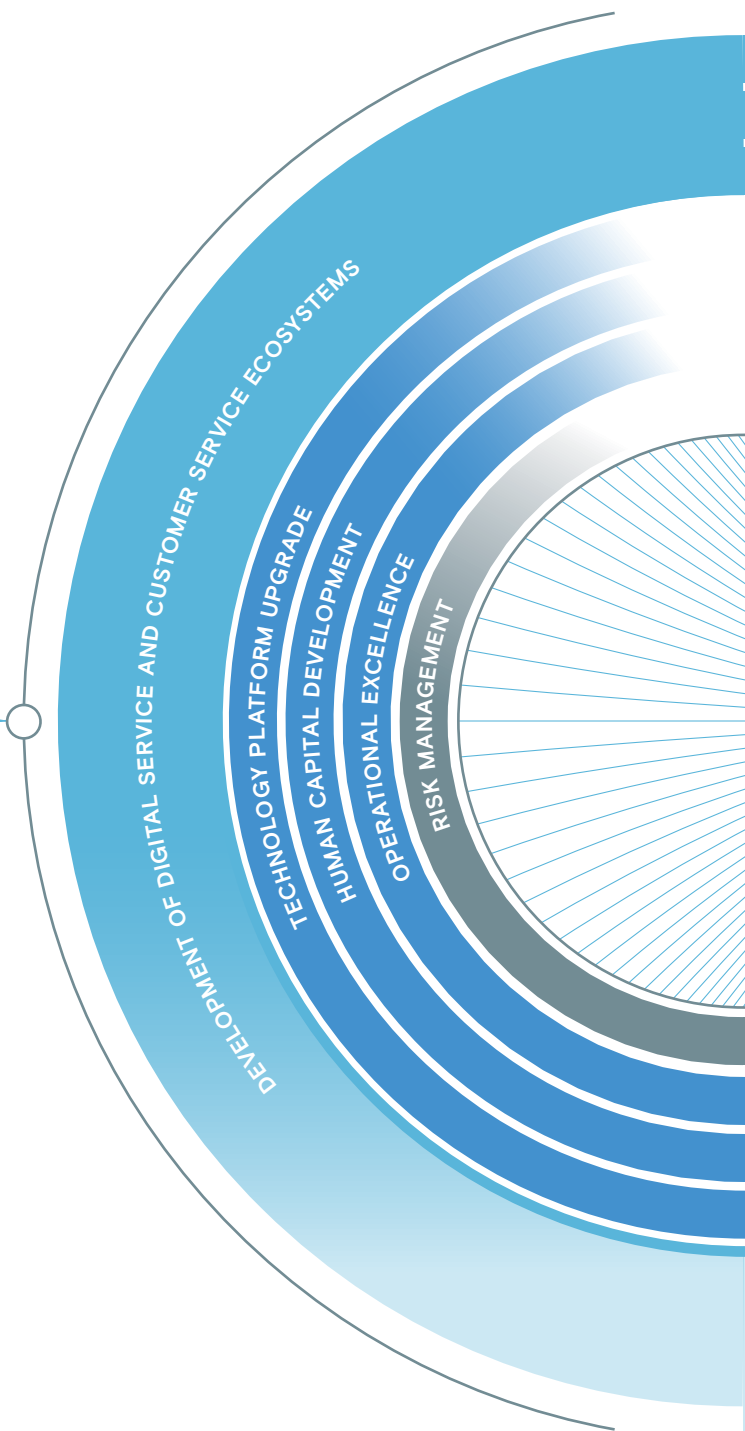 DEVELOPMENT OF DIGITAL SERVICE AND CUSTOMER SERVICE ECOSYSTEMS
TECHNOLOGY PLATFORM UPGRADE
HUMAN CAPITAL DEVELOPMENT
OPERATIONAL EXCELLENCE
RISK MANAGEMENT